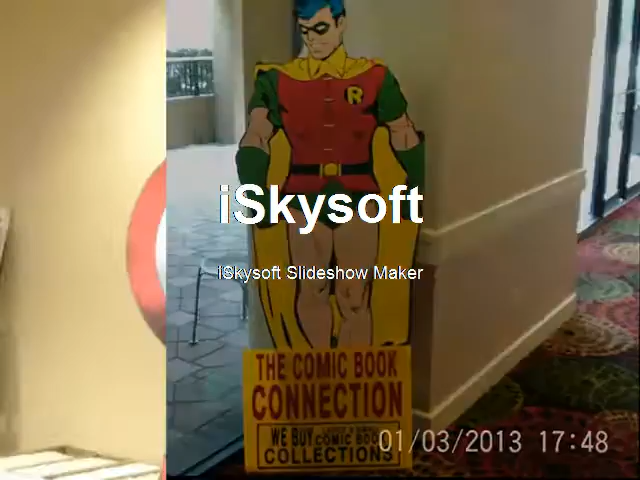 R
iSkysoft
iSkysoft Slideshow Maker
THE COMIC BOOK
CONNECTION
WE BUY
COMIC BOOK
COLLECTIONS
01/03/2013 17:48